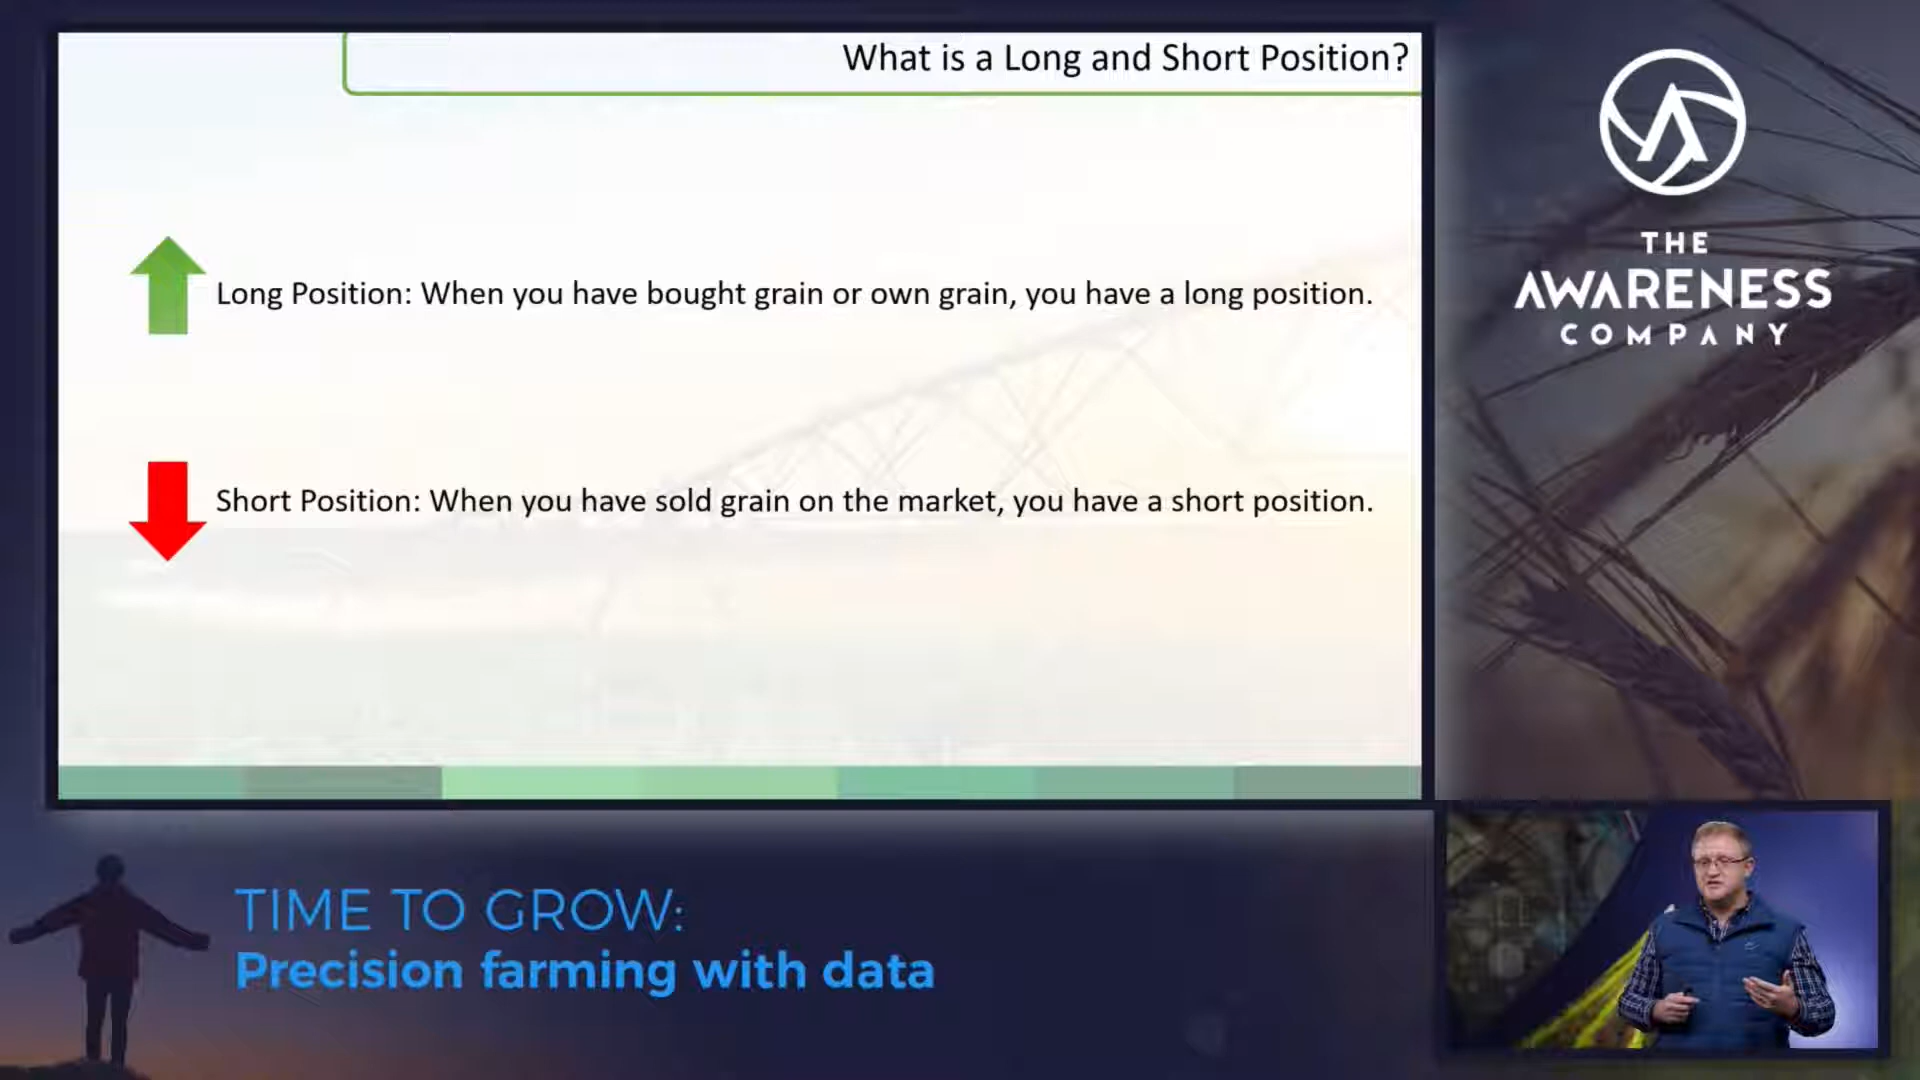 What is a Long and Short Position?
Long Position: When you have bought grain or own grain, you have a long position.
Short Position: When you have sold grain on the market, you have a short position.
THE
AWARENESS
COMPANY
TIME TO GROW:
Precision farming with data